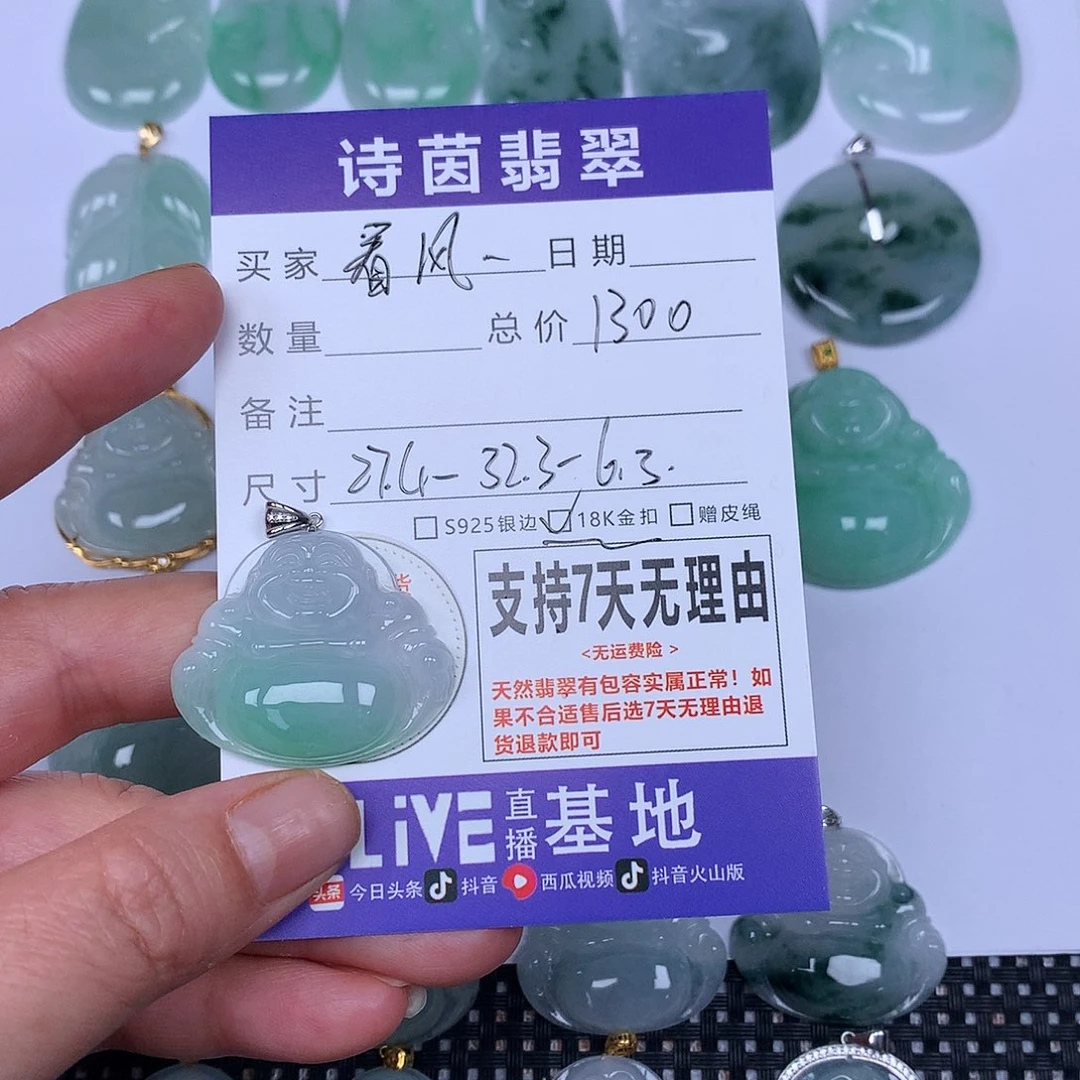 诗茵翡翠
买家 看风一 日期
数量 总价 1300
备注
尺寸 27.4-32.3-6.3.
S925银边 18K金扣 赠皮绳
货
支持7天无理由
<无运费险>
天然翡翠有包容实属正常！如
果不合适售后选7天无理由退
货退款即可
LiVE 直播 基地
头条 今日头条 抖音 西瓜视频 抖音火山版